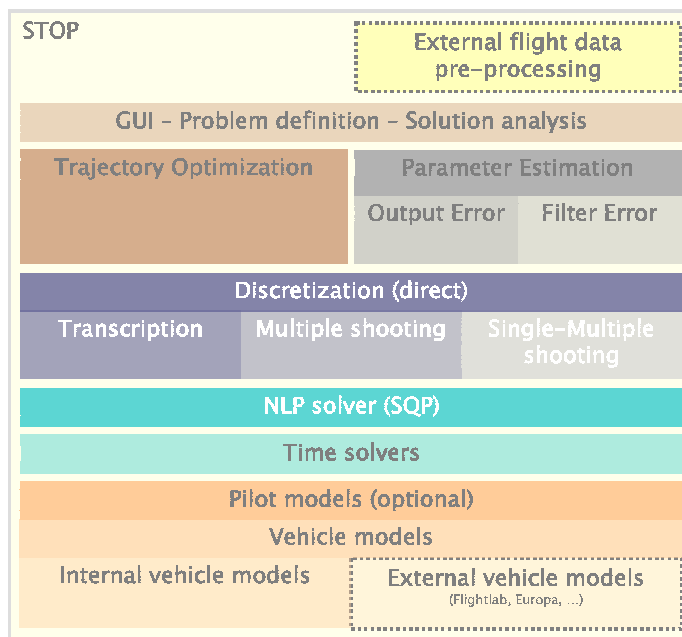 STOP
External flight data
pre-processing
GUI – Problem definition – Solution analysis
Trajectory Optimization
Parameter Estimation
Output Error
Filter Error
Discretization (direct)
Transcription
Multiple shooting
Single-Multiple
shooting
NLP solver (SQP)
Time solvers
Pilot models (optional)
Vehicle models
Internal vehicle models
External vehicle models
(Flightlab, Europa, ...)